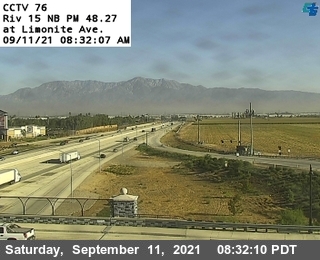 CCTV 76
Riv 15 NB PM 48.27
at Limonite Ave.
09/11/21 08:32:07 AM
Saturday, September 11, 2021 08:32:10 PDT